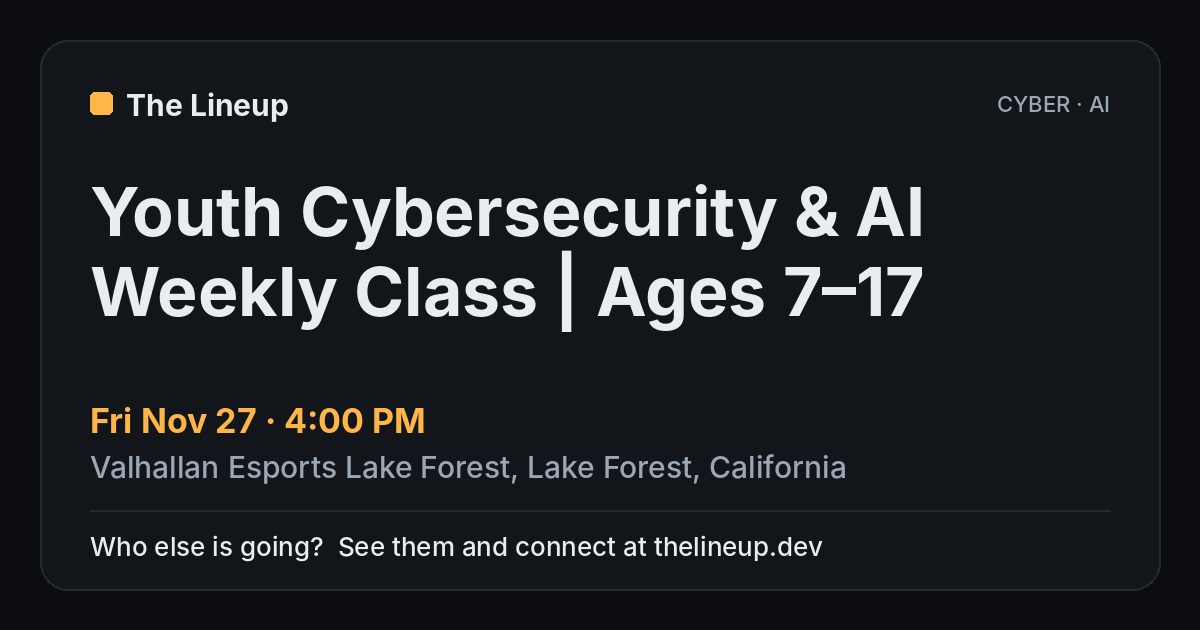 The Lineup
CYBER · AI
Youth Cybersecurity & AI
Weekly Class | Ages 7–17
Fri Nov 27 · 4:00 PM
Valhallan Esports Lake Forest, Lake Forest, California
Who else is going?  See them and connect at thelineup.dev